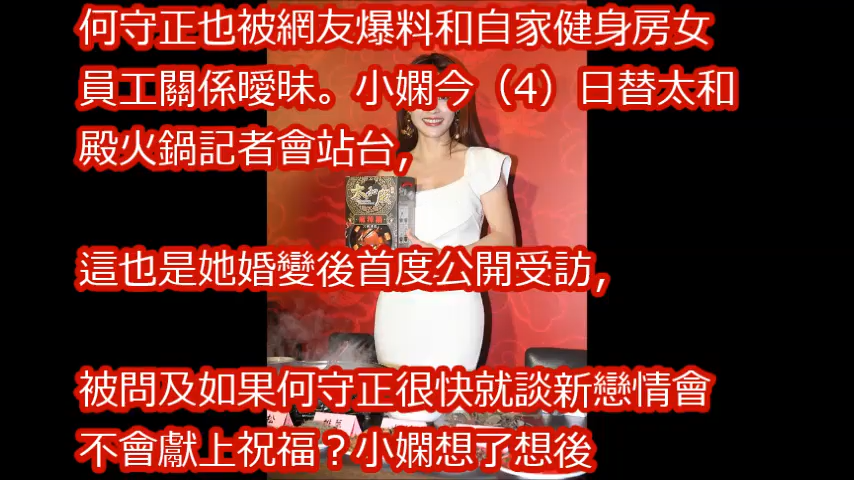 何守正也被網友爆料和自家健身房女
員工關係曖昧。小嫻今（4）日替太和
殿火鍋記者會站台，
太和殿
這也是她婚變後首度公開受訪，
被問及如果何守正很快就談新戀情會
不會獻上祝福？小嫻想了想後